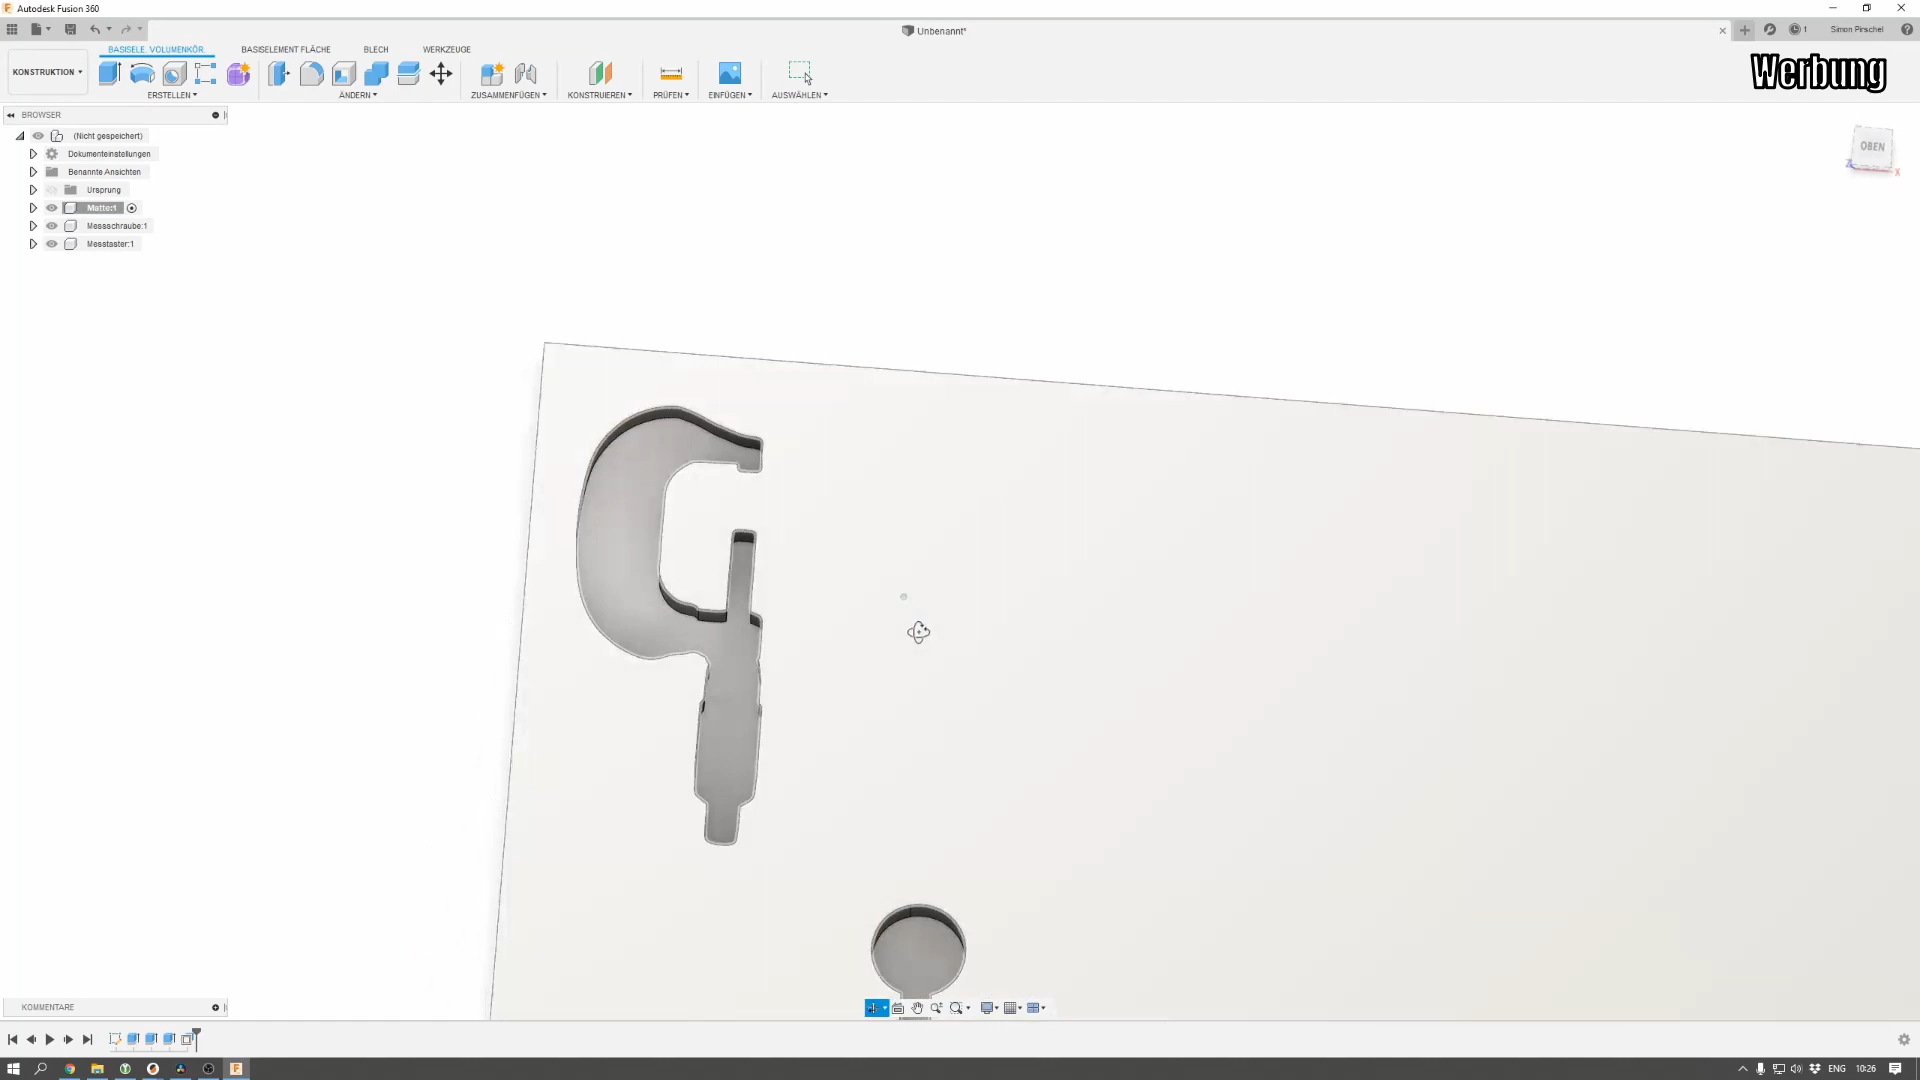 Autodesk Fusion 360
Unbenannt*
1
Simon Pirschel
BASISELE. VOLUMENKÖR.
BASISELEMENT FLÄCHE
BLECH
WERKZEUGE
KONSTRUKTION
ERSTELLEN
ÄNDERN
ZUSAMMENFÜGEN
KONSTRUIEREN
PRÜFEN
EINFÜGEN
AUSWÄHLEN
Werbung
BROWSER
(Nicht gespeichert)
Dokumenteinstellungen
Benannte Ansichten
Ursprung
Matte:1
Messschraube:1
Messtaster:1
OBEN
Z
X
KOMMENTARE
ENG
10:26